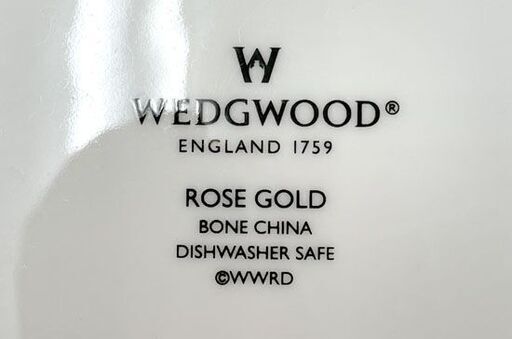 W
WEDGWOOD®
ENGLAND 1759
ROSE GOLD
BONE CHINA
DISHWASHER SAFE
©WWRD